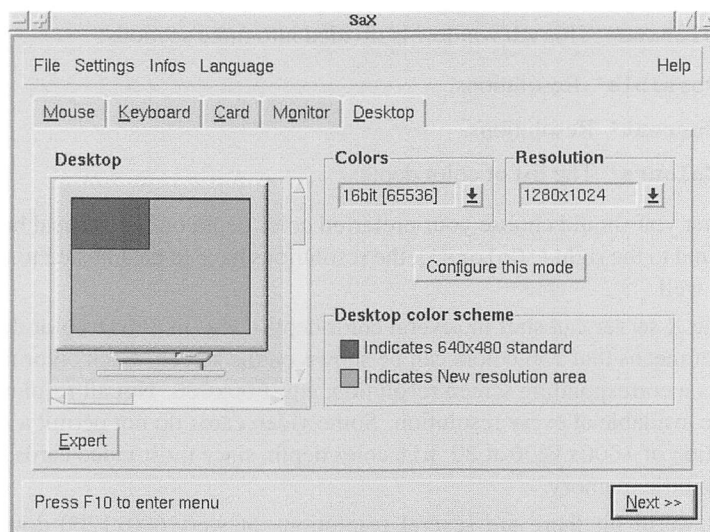 SaX
File Settings Infos Language Help
Mouse Keyboard Card Monitor Desktop
Desktop
Colors
16bit [65536]
Resolution
1280x1024
Configure this mode
Desktop color scheme
Indicates 640x480 standard
Indicates New resolution area
Expert
Press F10 to enter menu
Next >>